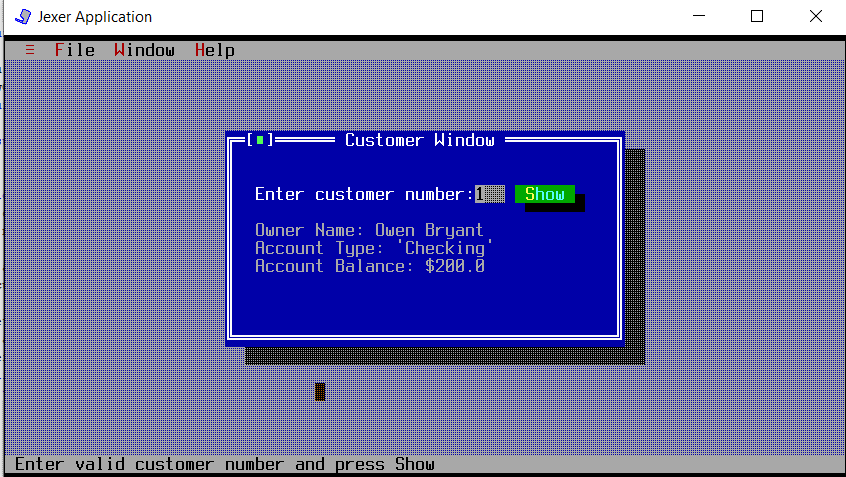 Jexer Application
≡ File Window Help
[■] Customer Window
Enter customer number:1 Show
Owner Name: Owen Bryant
Account Type: 'Checking'
Account Balance: $200.0
Enter valid customer number and press Show